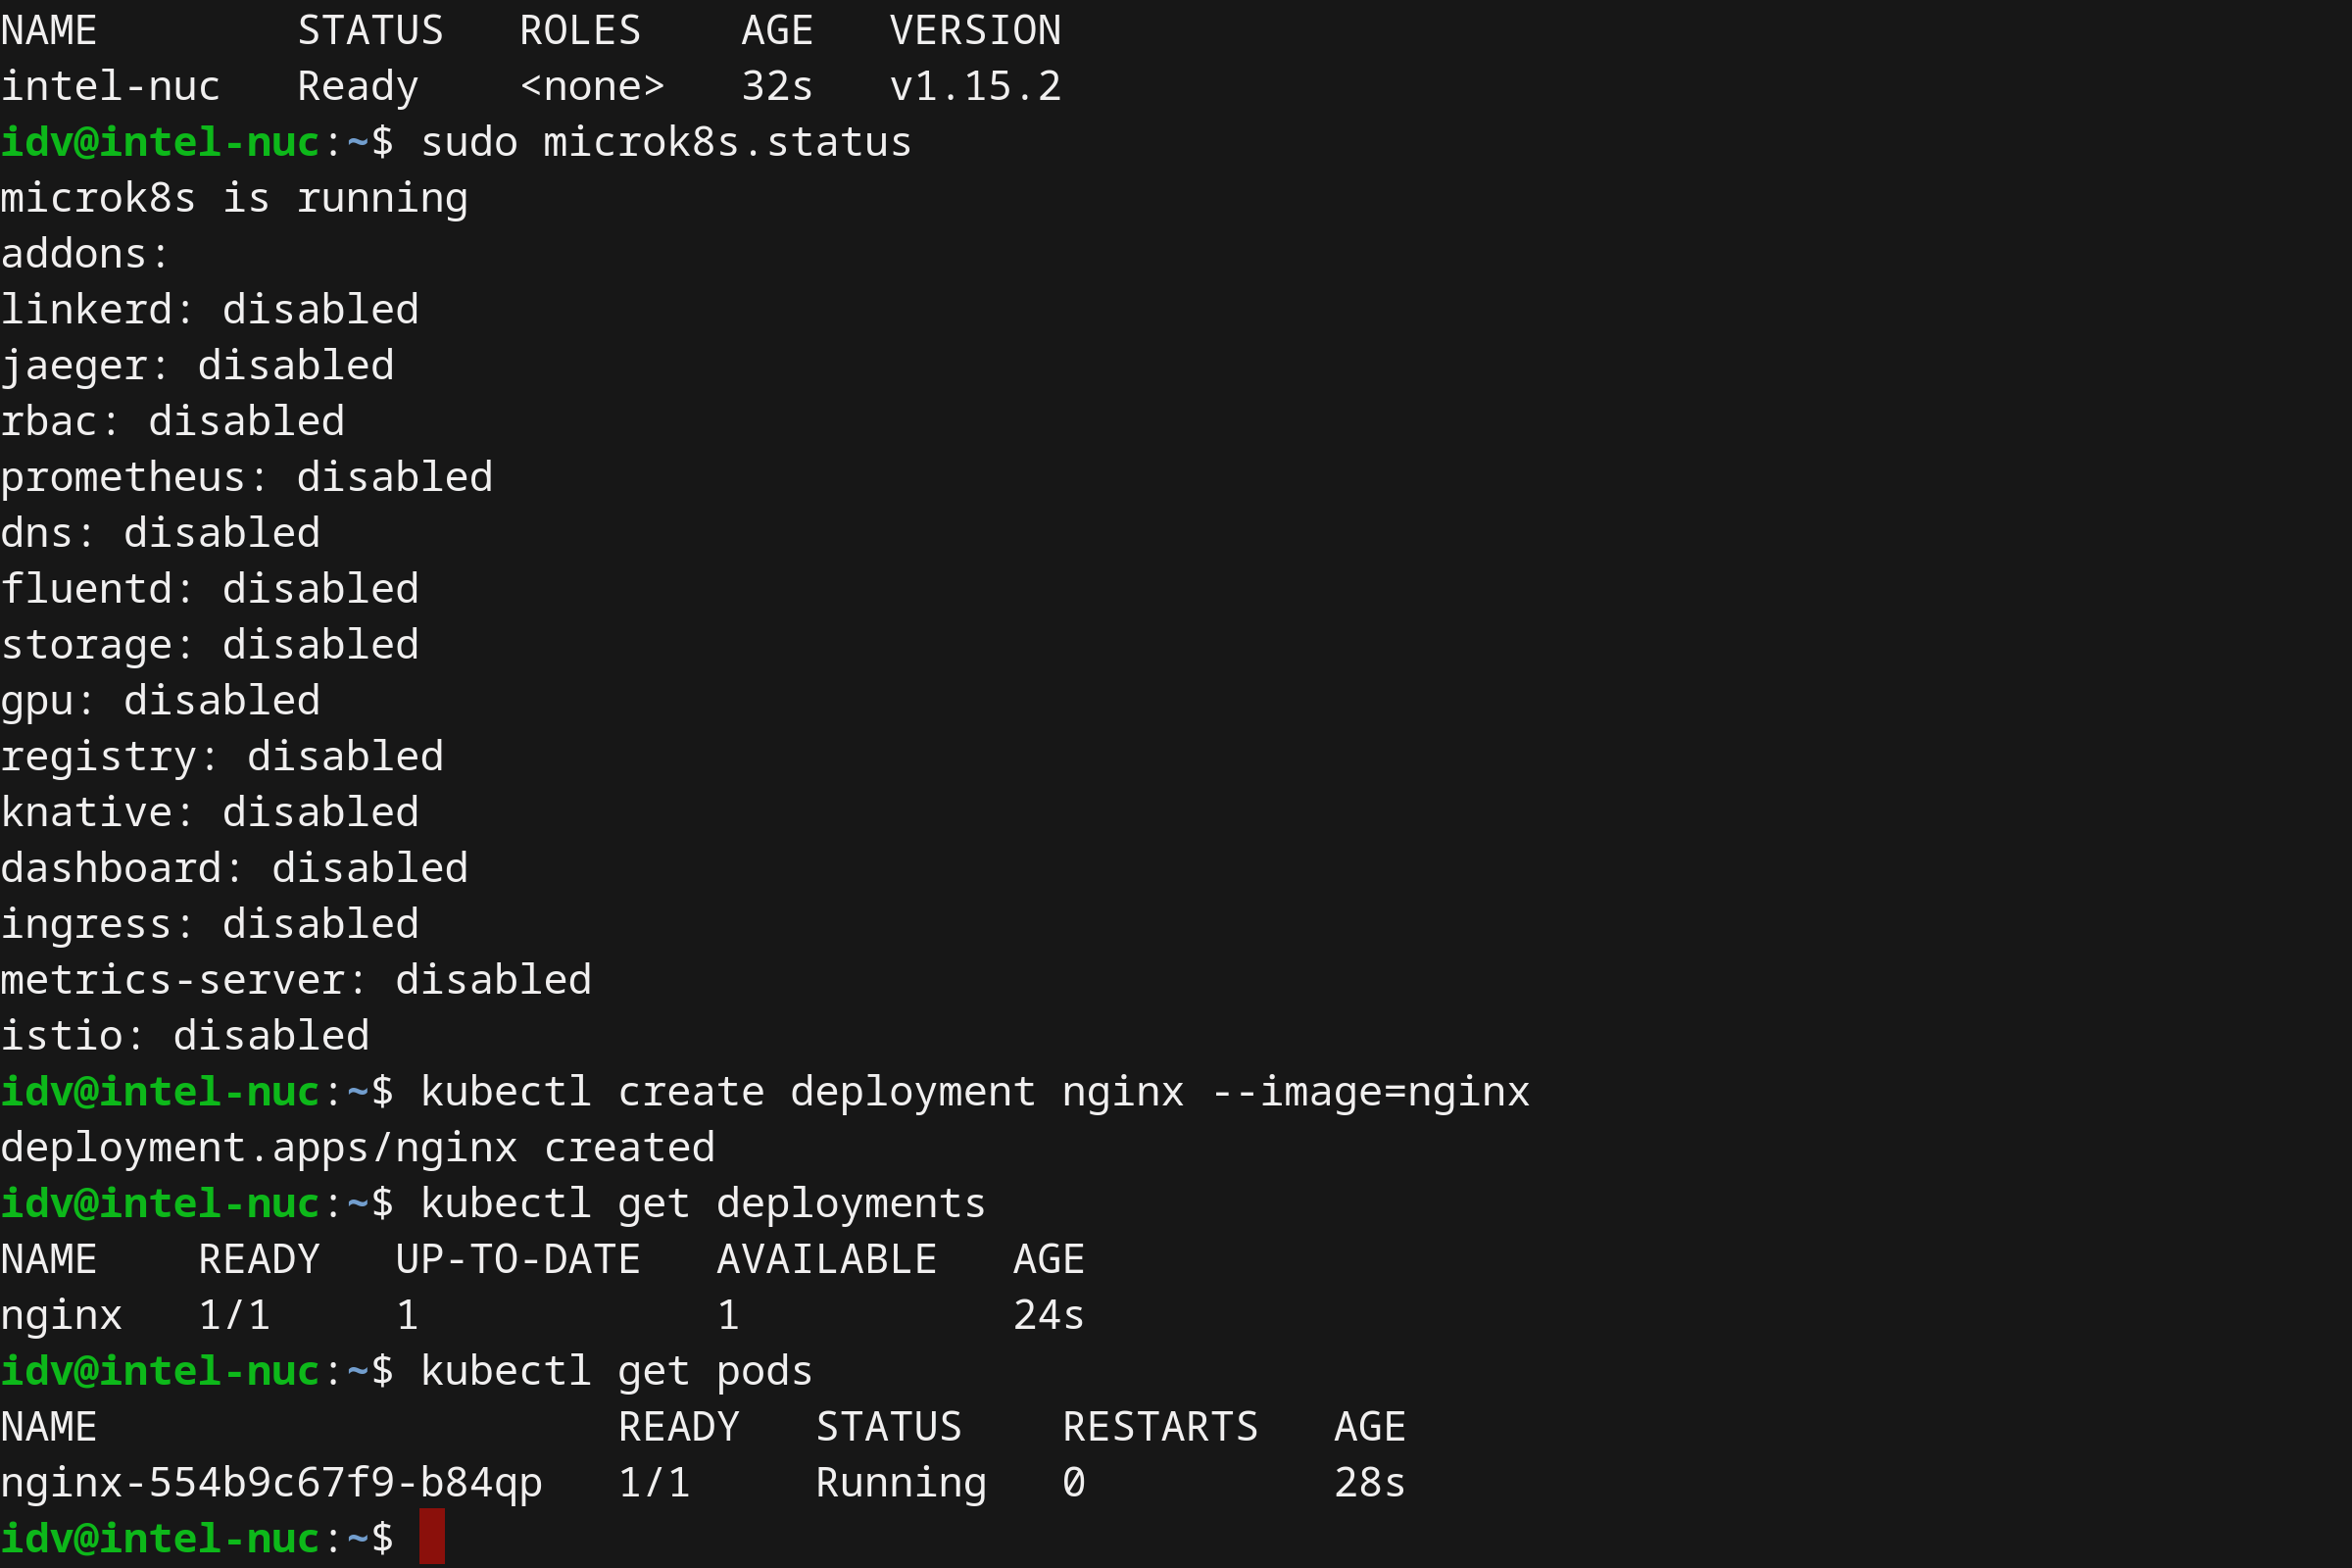 NAME        STATUS   ROLES    AGE   VERSION
intel-nuc   Ready    <none>   32s   v1.15.2
idv@intel-nuc:~$ sudo microk8s.status
microk8s is running
addons:
linkerd: disabled
jaeger: disabled
rbac: disabled
prometheus: disabled
dns: disabled
fluentd: disabled
storage: disabled
gpu: disabled
registry: disabled
knative: disabled
dashboard: disabled
ingress: disabled
metrics-server: disabled
istio: disabled
idv@intel-nuc:~$ kubectl create deployment nginx --image=nginx
deployment.apps/nginx created
idv@intel-nuc:~$ kubectl get deployments
NAME    READY   UP-TO-DATE   AVAILABLE   AGE
nginx   1/1     1            1           24s
idv@intel-nuc:~$ kubectl get pods
NAME                     READY   STATUS    RESTARTS   AGE
nginx-554b9c67f9-b84qp   1/1     Running   0          28s
idv@intel-nuc:~$